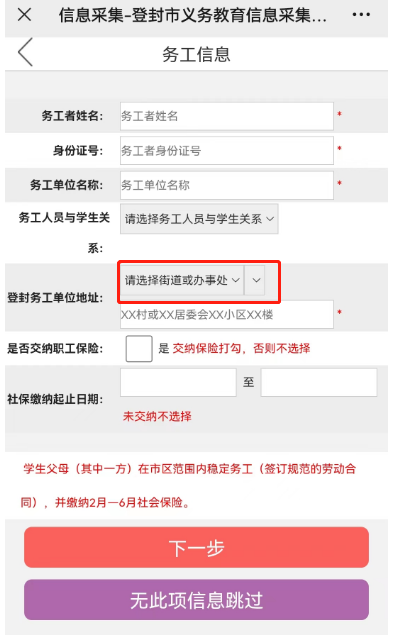 信息采集-登封市义务教育信息采集...
务工信息
务工者姓名: 务工者姓名 *
身份证号: 务工者身份证号 *
务工单位名称: 务工单位名称 *
务工人员与学生关 请选择务工人员与学生关系
系:
请选择街道或办事处
登封务工单位地址:
XX村或XX居委会XX小区XX楼 *
是否交纳职工保险: 是 交纳保险打勾，否则不选择
社保缴纳起止日期: 至
未交纳不选择
学生父母（其中一方）在市区范围内稳定务工（签订规范的劳动合
同），并缴纳2月一6月社会保险。
下一步
无此项信息跳过